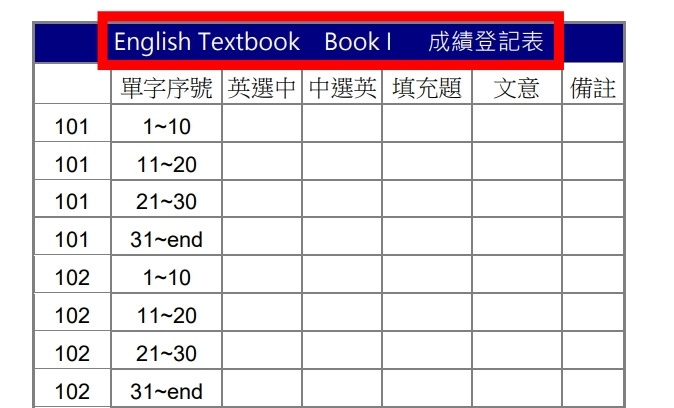 English Textbook Book I 成績登記表
單字序號 英選中 中選英 填充題 文意 備註
101 1~10
101 11~20
101 21~30
101 31~end
102 1~10
102 11~20
102 21~30
102 31~end